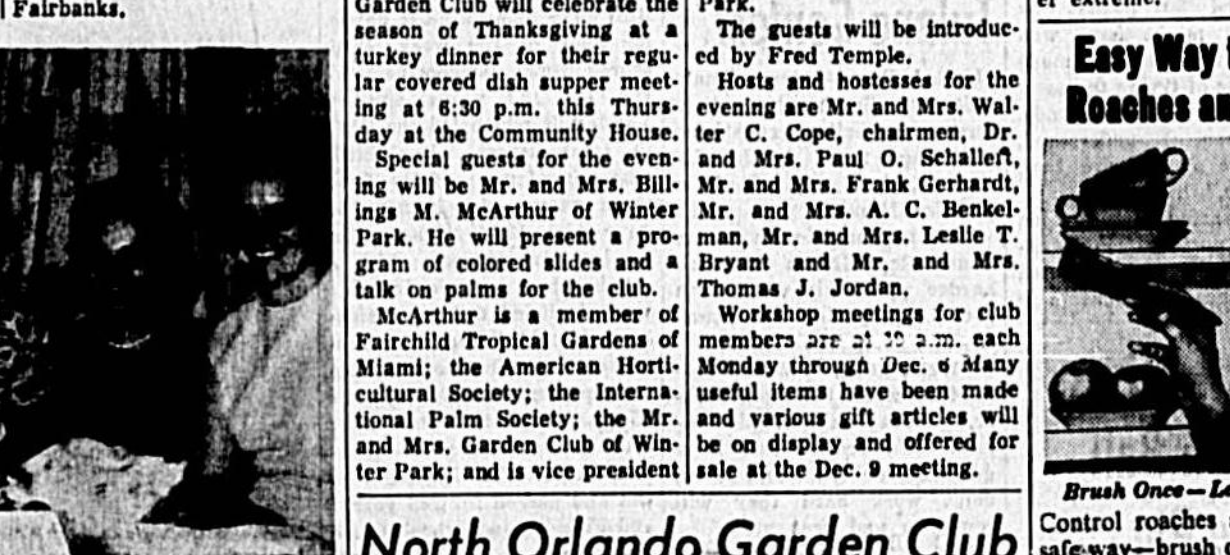 Fairbanks.
Garden Club will celebrate the
season of Thanksgiving at a
turkey dinner for their regu-
lar covered dish supper meet-
ing at 6:30 p.m. this Thurs-
day at the Community House.
Special guests for the even-
ing will be Mr. and Mrs. Bill-
ings M. McArthur of Winter
Park. He will present a pro-
gram of colored slides and a
talk on palms for the club.
McArthur is a member of
Fairchild Tropical Gardens of
Miami; the American Horti-
cultural Society; the Interna-
tional Palm Society; the Mr.
and Mrs. Garden Club of Win-
ter Park; and is vice president
Park.
The guests will be introduc-
ed by Fred Temple.
Hosts and hostesses for the
evening are Mr. and Mrs. Wal-
ter C. Cope, chairmen, Dr.
and Mrs. Paul O. Schallert,
Mr. and Mrs. Frank Gerhardt,
Mr. and Mrs. A. C. Benkel-
man, Mr. and Mrs. Leslie T.
Bryant and Mr. and Mrs.
Thomas J. Jordan.
Workshop meetings for club
members are at a.m. each
Monday through Dec. 6 Many
useful items have been made
and various gift articles will
be on display and offered for
sale at the Dec. 9 meeting.
North Orlando Garden Club
er extreme.
Easy Way
Roaches
Brush Once—
Control roaches
safe-way brush